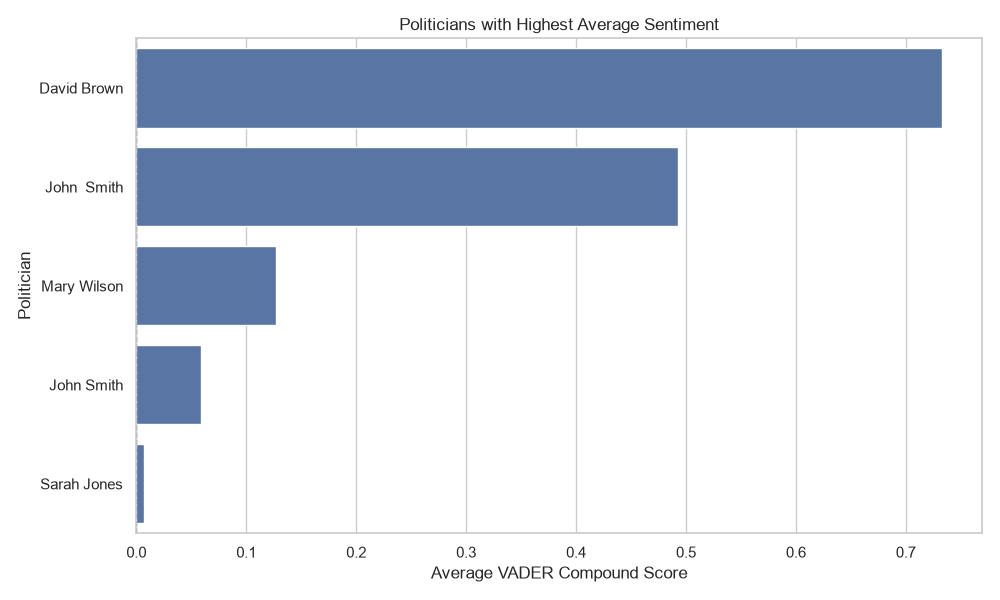 Politicians with Highest Average Sentiment
David Brown
John  Smith
Mary Wilson
John Smith
Sarah Jones
Politician
0.0 0.1 0.2 0.3 0.4 0.5 0.6 0.7
Average VADER Compound Score